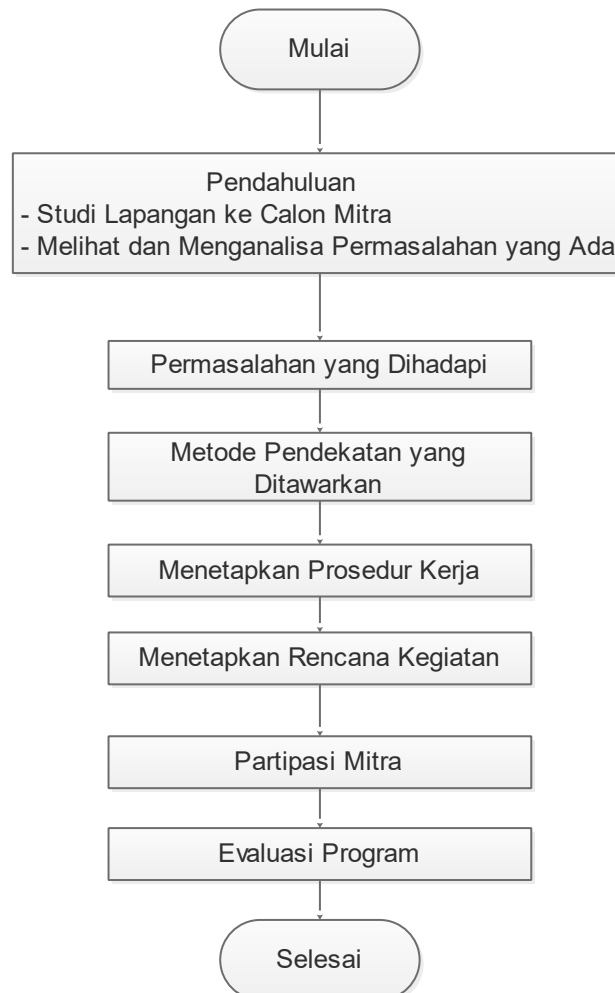 Mulai
Pendahuluan
- Studi Lapangan ke Calon Mitra
- Melihat dan Menganalisa Permasalahan yang Ada
Permasalahan yang Dihadapi
Metode Pendekatan yang
Ditawarkan
Menetapkan Prosedur Kerja
Menetapkan Rencana Kegiatan
Partipasi Mitra
Evaluasi Program
Selesai